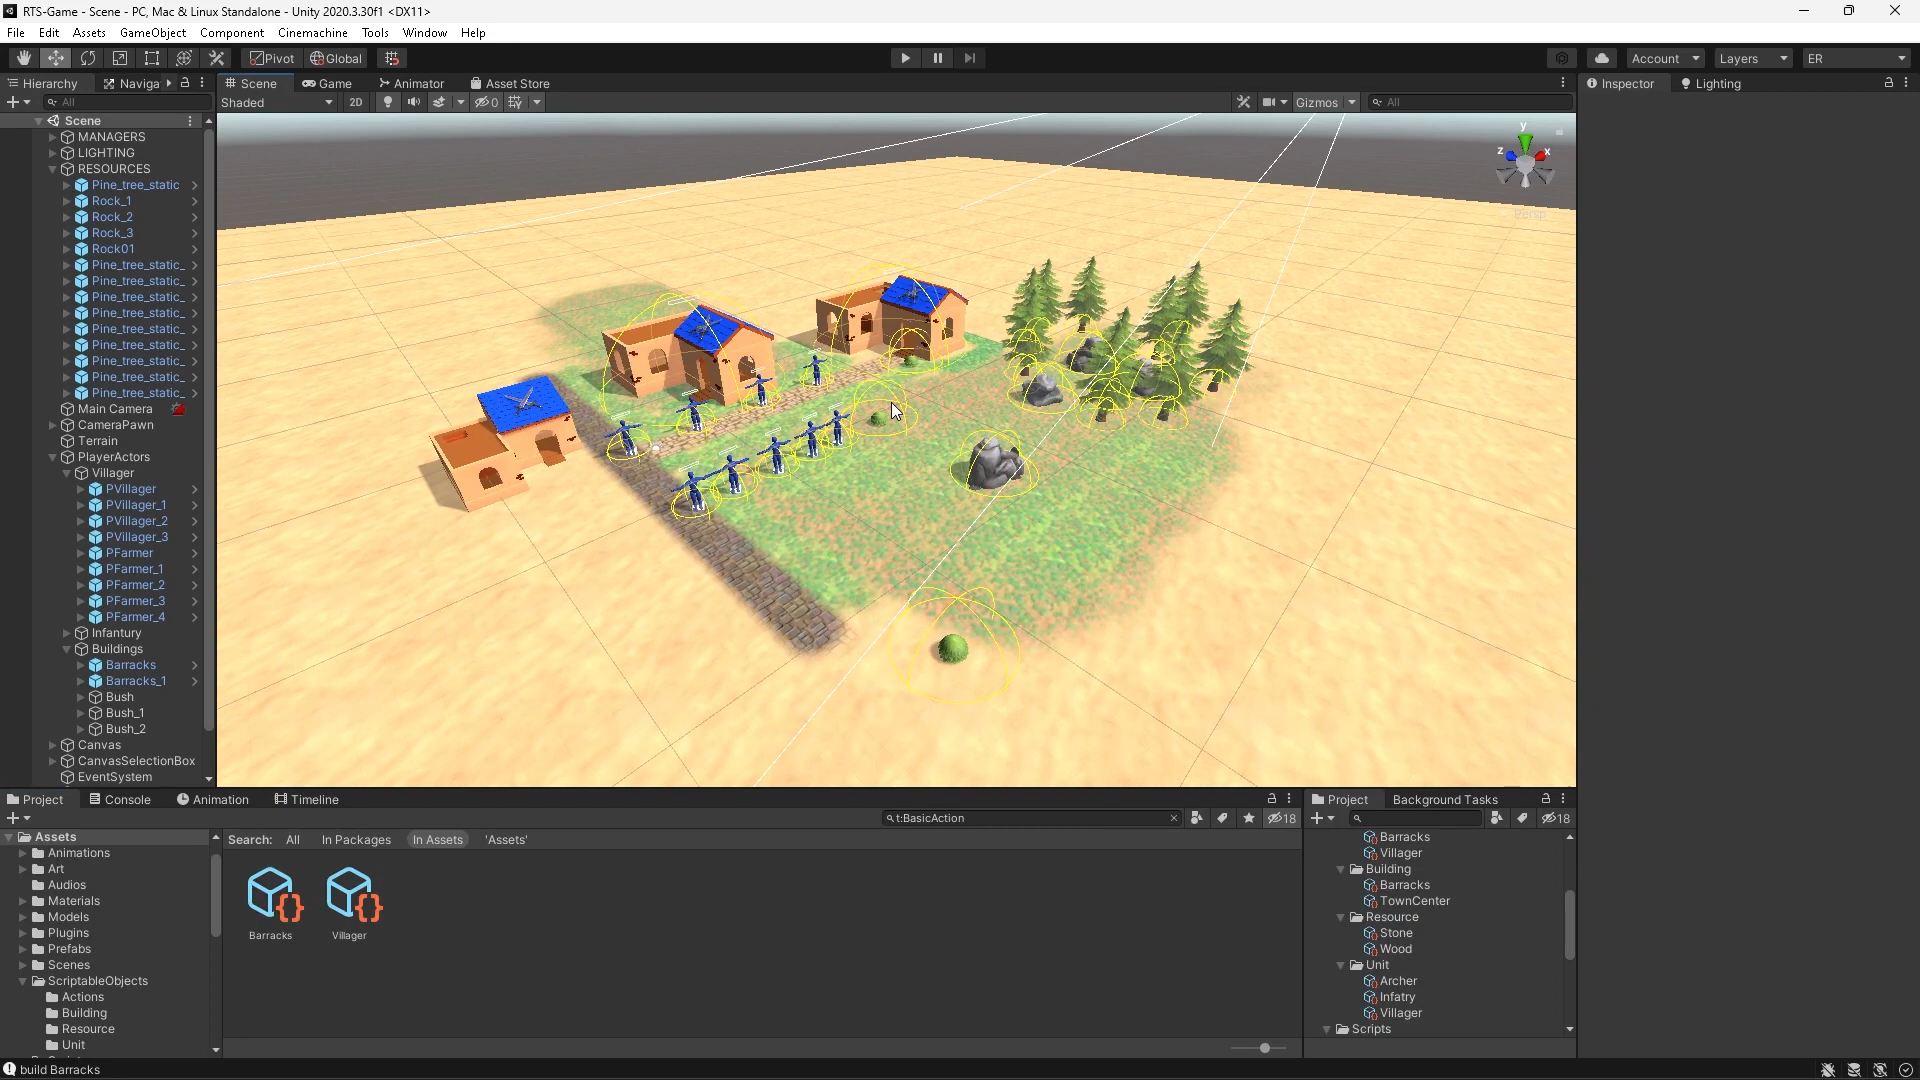 RTS-Game - Scene - PC, Mac & Linux Standalone - Unity 2020.3.30f1 <DX11>
File Edit Assets GameObject Component Cinemachine Tools Window Help
Pivot Global Account Layers ER
Hierarchy Naviga Scene Game Animator Asset Store Inspector Lighting
All Shaded 2D 0 Gizmos All
Scene
MANAGERS
LIGHTING
RESOURCES
Pine_tree_static
Rock_1
Rock_2
Rock_3
Rock01
Pine_tree_static_
Pine_tree_static_
Pine_tree_static_
Pine_tree_static_
Pine_tree_static_
Pine_tree_static_
Pine_tree_static_
Pine_tree_static_
Pine_tree_static_
Main Camera
CameraPawn
Terrain
PlayerActors
Villager
PVillager
PVillager_1
PVillager_2
PVillager_3
PFarmer
PFarmer_1
PFarmer_2
PFarmer_3
PFarmer_4
Infantury
Buildings
Barracks
Barracks_1
Bush
Bush_1
Bush_2
Canvas
CanvasSelectionBox
EventSystem
y
z
x
Persp
Project Console Animation Timeline
t:BasicAction 18
Assets
Animations
Art
Audios
Materials
Models
Plugins
Prefabs
Scenes
ScriptableObjects
Actions
Building
Resource
Unit
Search: All In Packages In Assets 'Assets'
Barracks
Villager
Project Background Tasks
18
Barracks
Villager
Building
Barracks
TownCenter
Resource
Stone
Wood
Unit
Archer
Infatry
Villager
Scripts
build Barracks